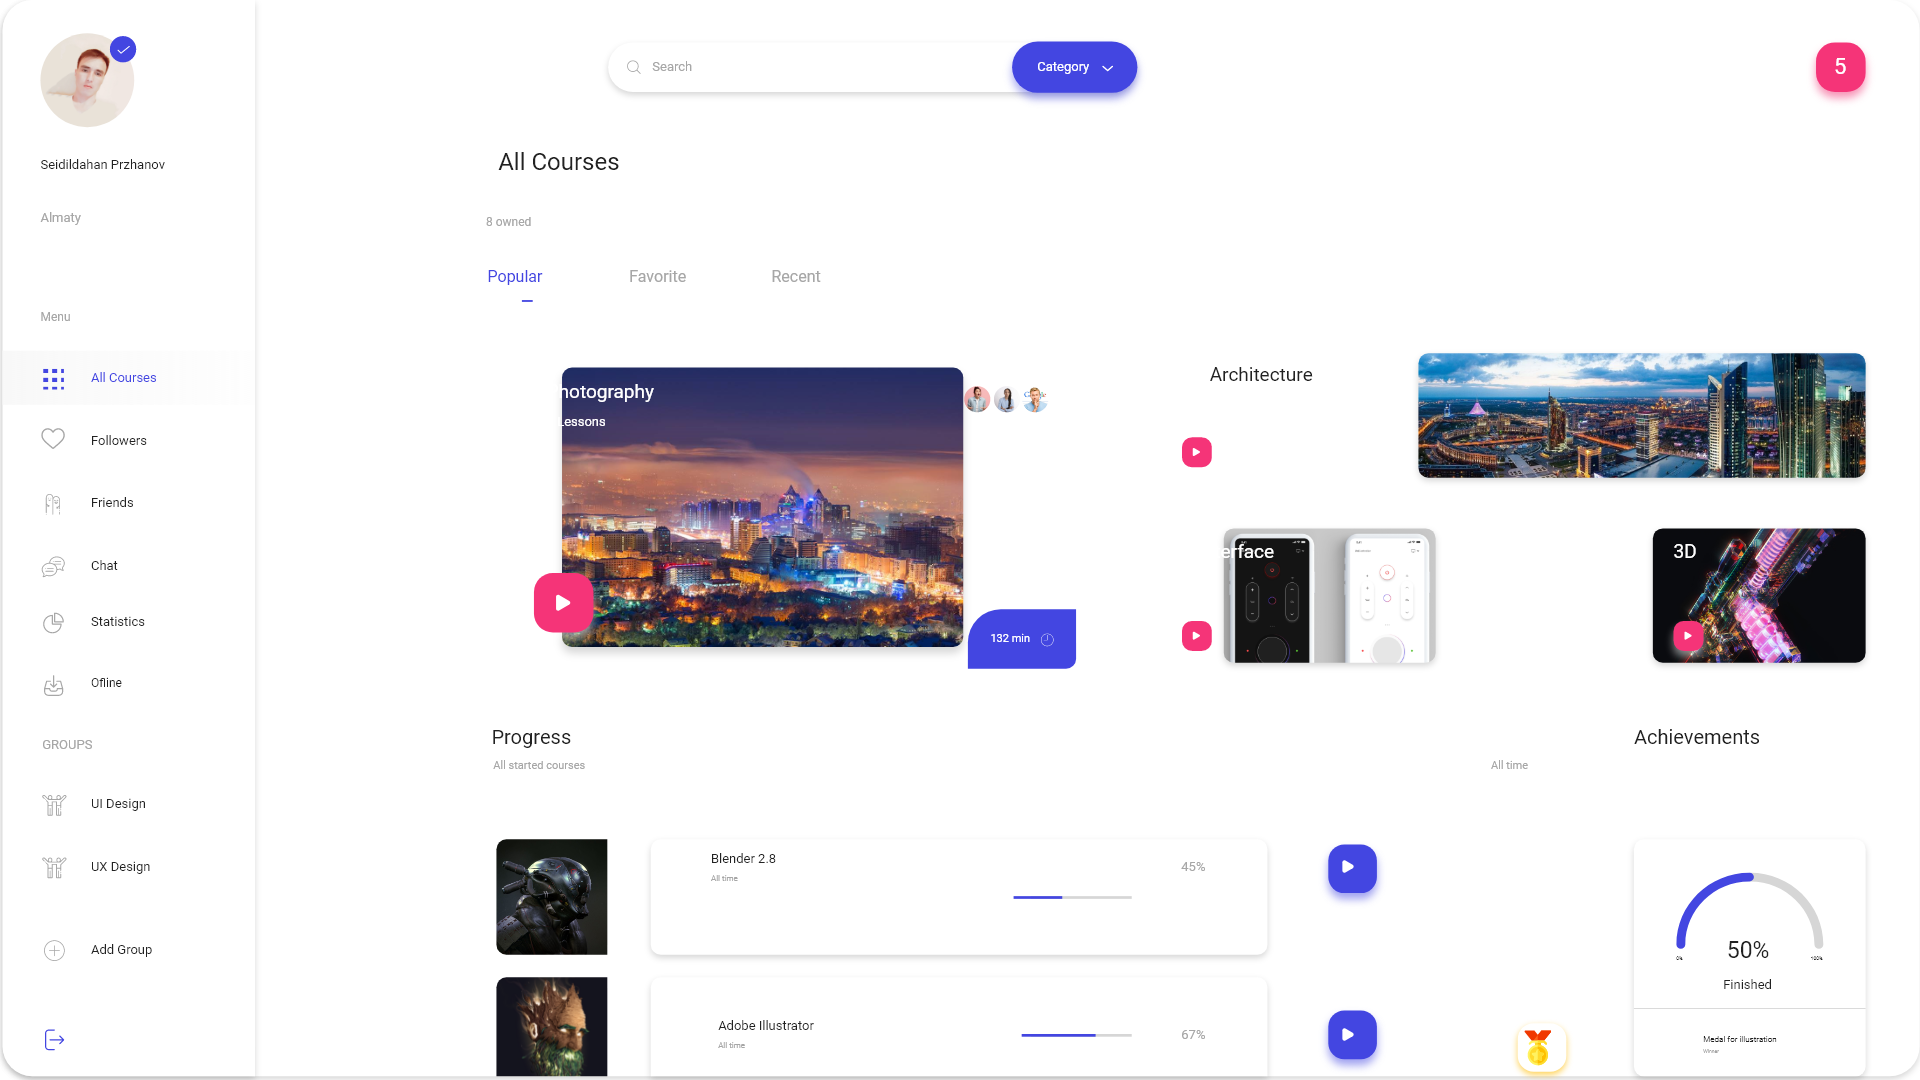 Seidildahan Przhanov
Almaty
Menu
All Courses
Followers
Friends
Chat
Statistics
Ofline
GROUPS
UI Design
UX Design
Add Group
Search
Category
5
All Courses
8 owned
Popular
Favorite
Recent
hotography
Lessons
132 min
Architecture
erface
3D
Progress
All started courses
All time
Achievements
Blender 2.8
All time
45%
Adobe Illustrator
All time
67%
50%
0%
100%
Finished
Medal for illustration
Winner